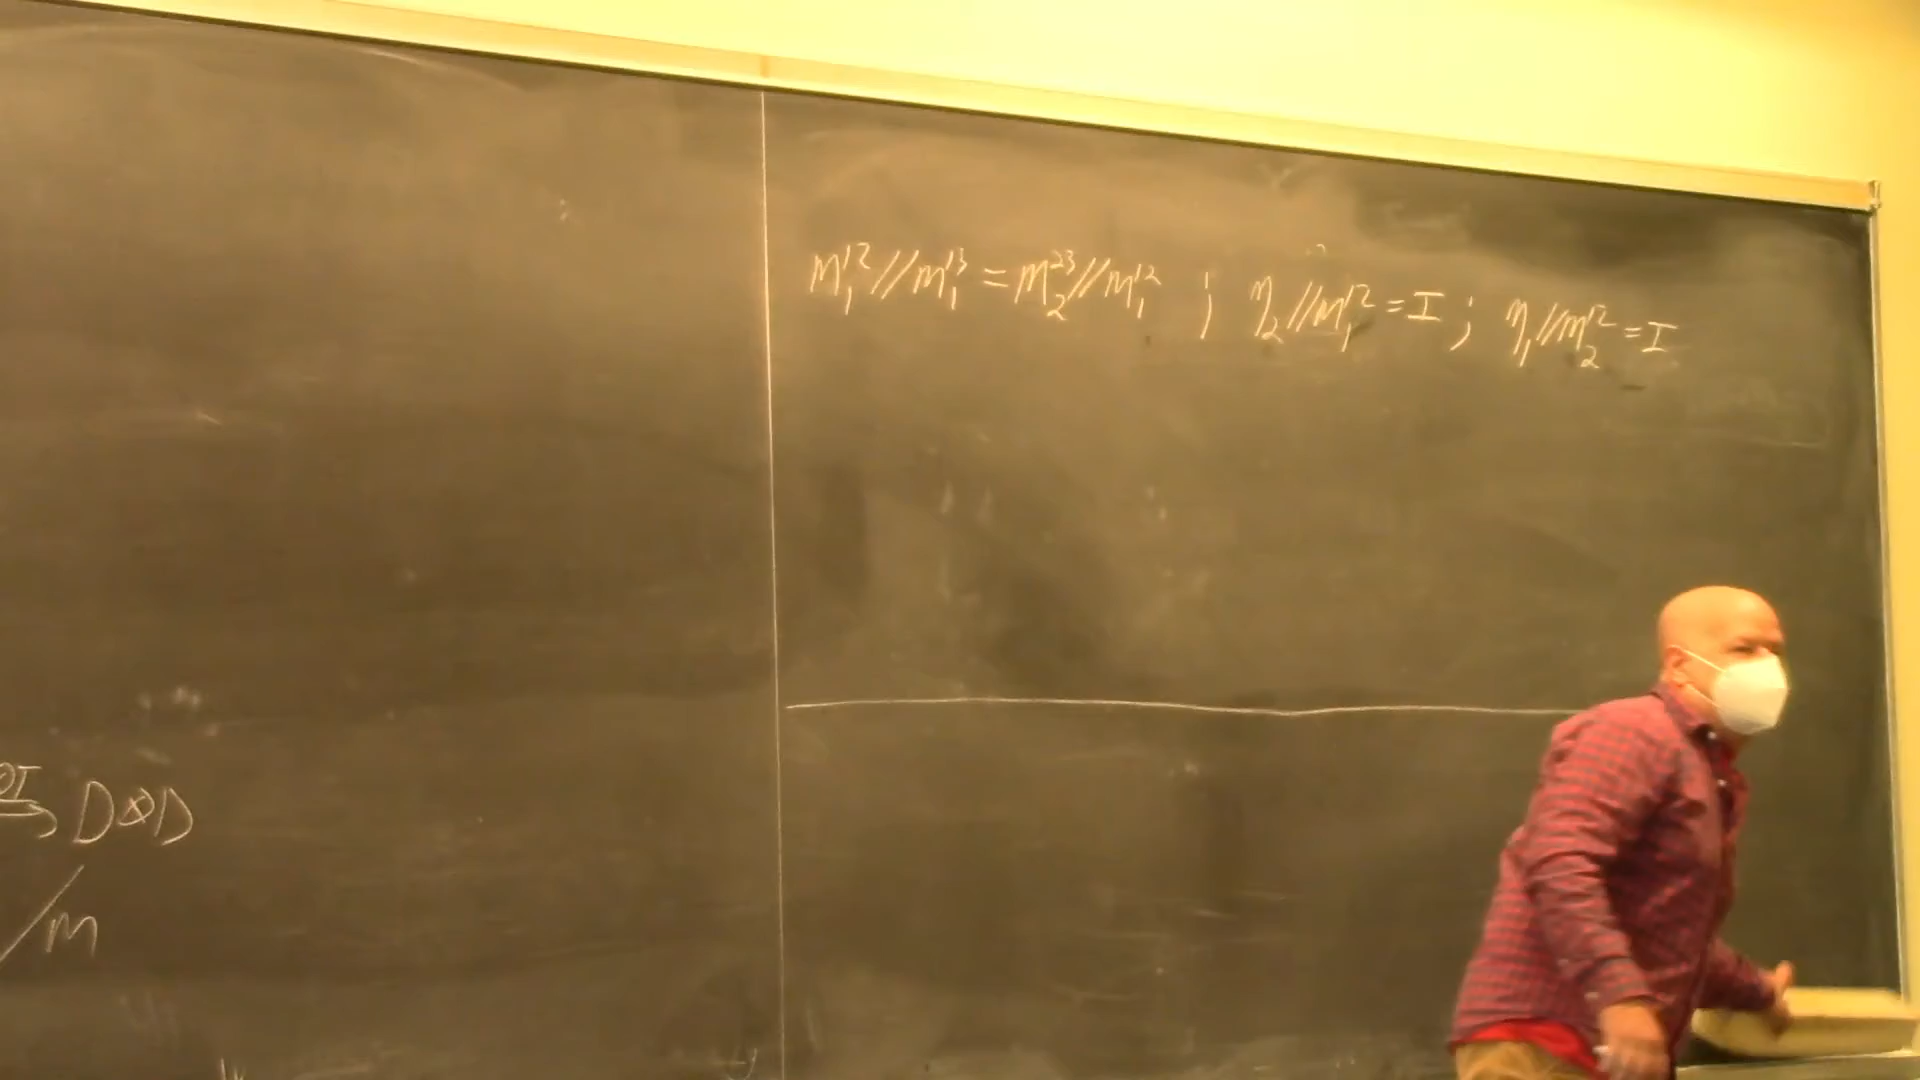 m₁¹²//m₁¹³ = m₂²³//m₁¹² ; η₂//m₁¹² = I ; η₁//m₂¹² = I
⊗I → D⊗D
/m